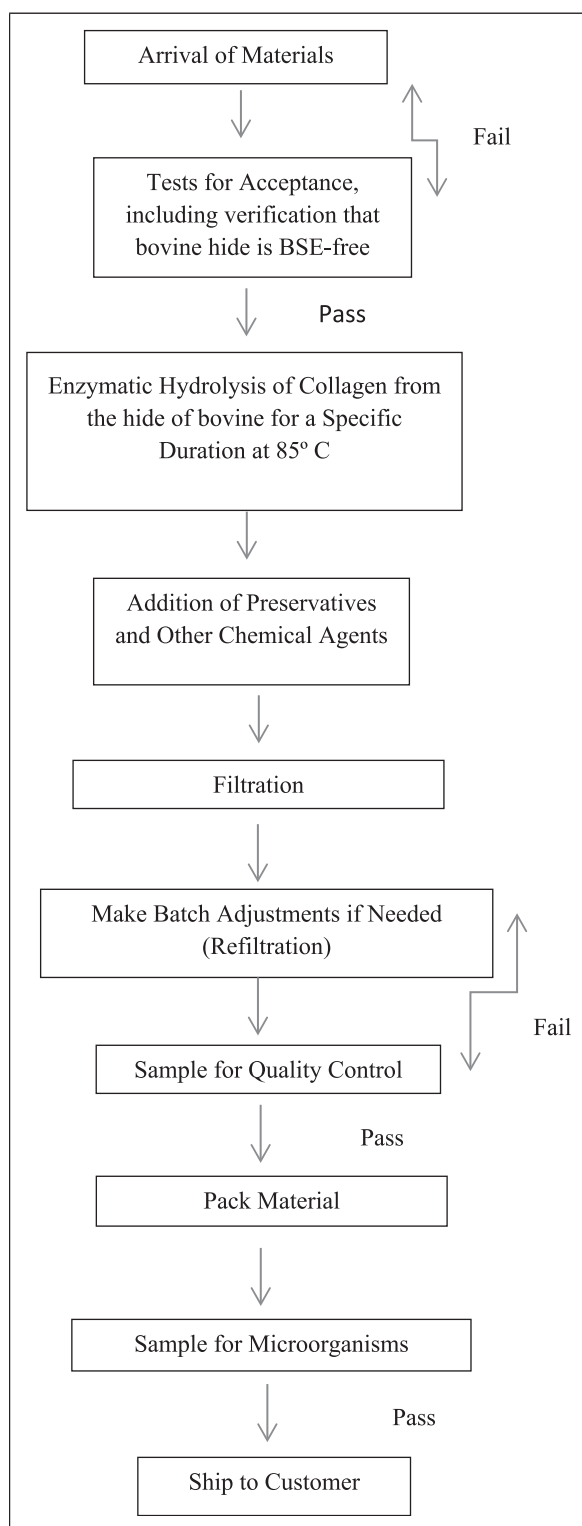 Arrival of Materials
Fail
Tests for Acceptance,
including verification that
bovine hide is BSE-free
Pass
Enzymatic Hydrolysis of Collagen from
the hide of bovine for a Specific
Duration at 85º C
Addition of Preservatives
and Other Chemical Agents
Filtration
Make Batch Adjustments if Needed
(Refiltration)
Fail
Sample for Quality Control
Pass
Pack Material
Sample for Microorganisms
Pass
Ship to Customer